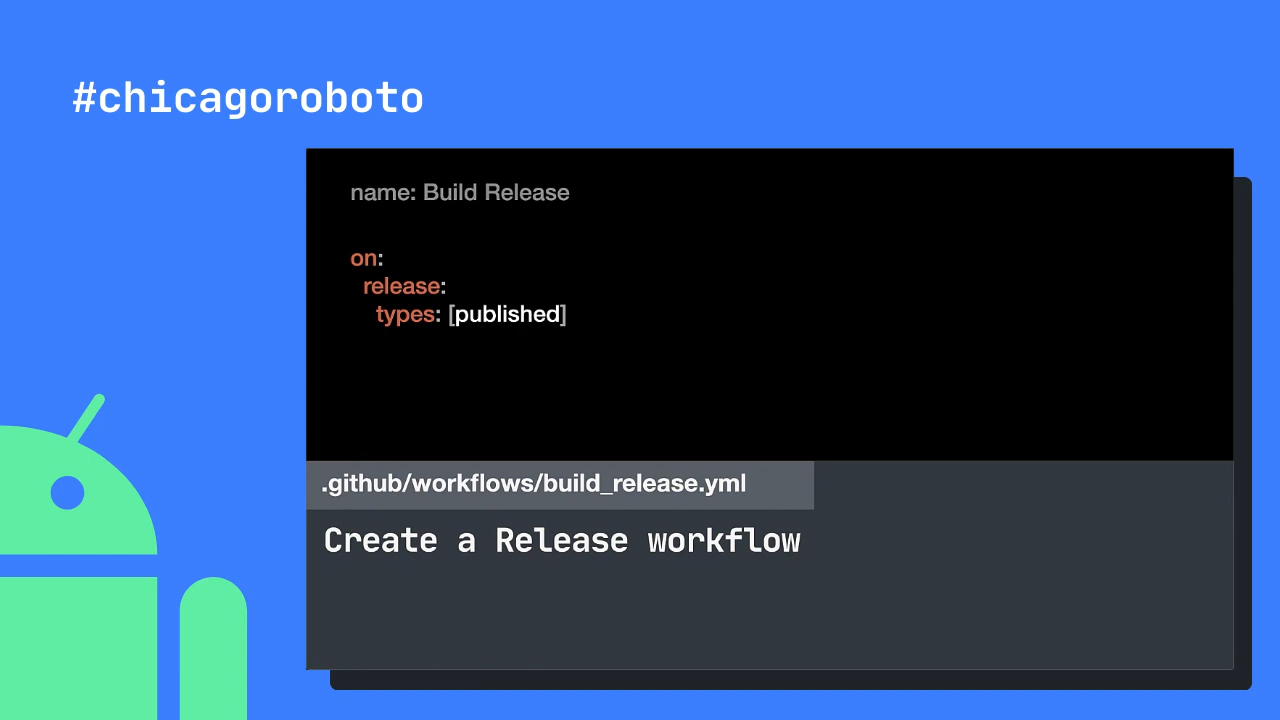 #chicagoroboto
name: Build Release
on:
release:
types: [published]
.github/workflows/build_release.yml
Create a Release workflow